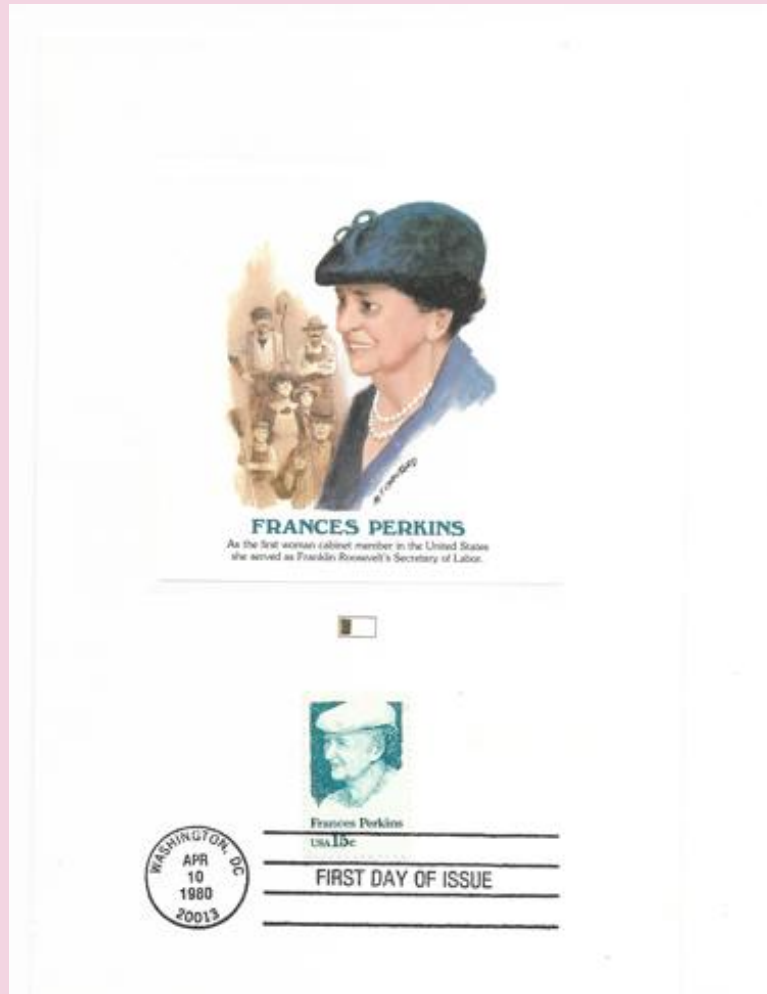 FRANCES PERKINS
As the first woman cabinet member in the United States
she served as Franklin Roosevelt's Secretary of Labor.
Frances Perkins
USA 15c
WASHINGTON, DC
APR
10
1980
20013
FIRST DAY OF ISSUE